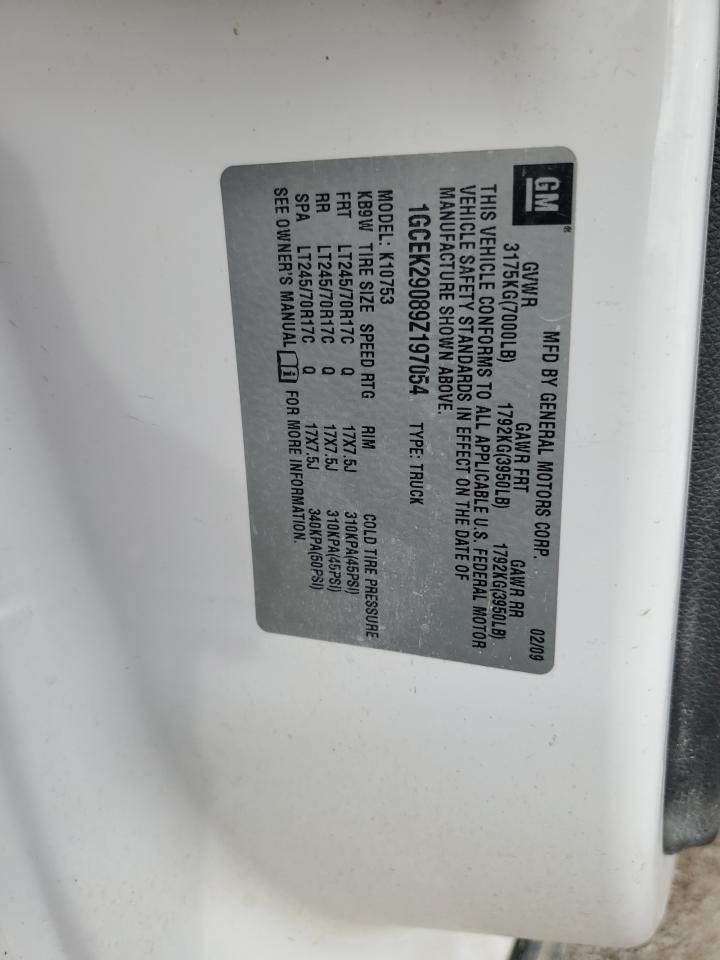 GM®
MFD BY GENERAL MOTORS CORP. 02/09
GVWR GAWR FRT GAWR RR
3175KG(7000LB) 1792KG(3950LB) 1792KG(3950LB)
THIS VEHICLE CONFORMS TO ALL APPLICABLE U.S. FEDERAL MOTOR
VEHICLE SAFETY STANDARDS IN EFFECT ON THE DATE OF
MANUFACTURE SHOWN ABOVE.
1GCEK29089Z197054 TYPE: TRUCK
MODEL: K10753
KB9W TIRE SIZE SPEED RTG RIM COLD TIRE PRESSURE
FRT LT245/70R17C Q 17X7.5J 310KPA(45PSI)
RR LT245/70R17C Q 17X7.5J 310KPA(45PSI)
SPA LT245/70R17C Q 17X7.5J 340KPA(50PSI)
SEE OWNER'S MANUAL i FOR MORE INFORMATION.